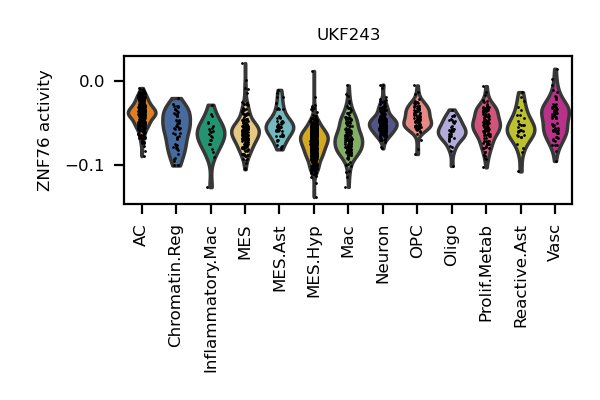 UKF243
ZNF76 activity
0.0
−0.1
AC
Chromatin.Reg
Inflammatory.Mac
MES
MES.Ast
MES.Hyp
Mac
Neuron
OPC
Oligo
Prolif.Metab
Reactive.Ast
Vasc